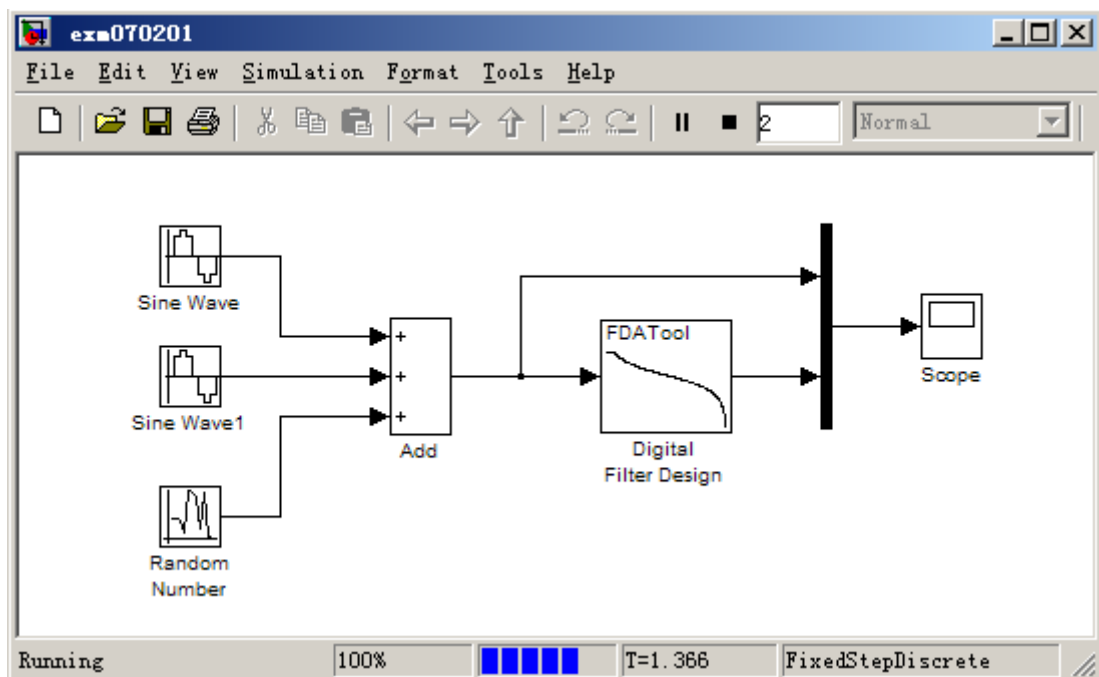 exm070201
File Edit View Simulation Format Tools Help
2 Normal
Sine Wave
Sine Wave1
Random
Number
+
+
+
Add
FDATool
Digital
Filter Design
Scope
Running 100% T=1.366 FixedStepDiscrete